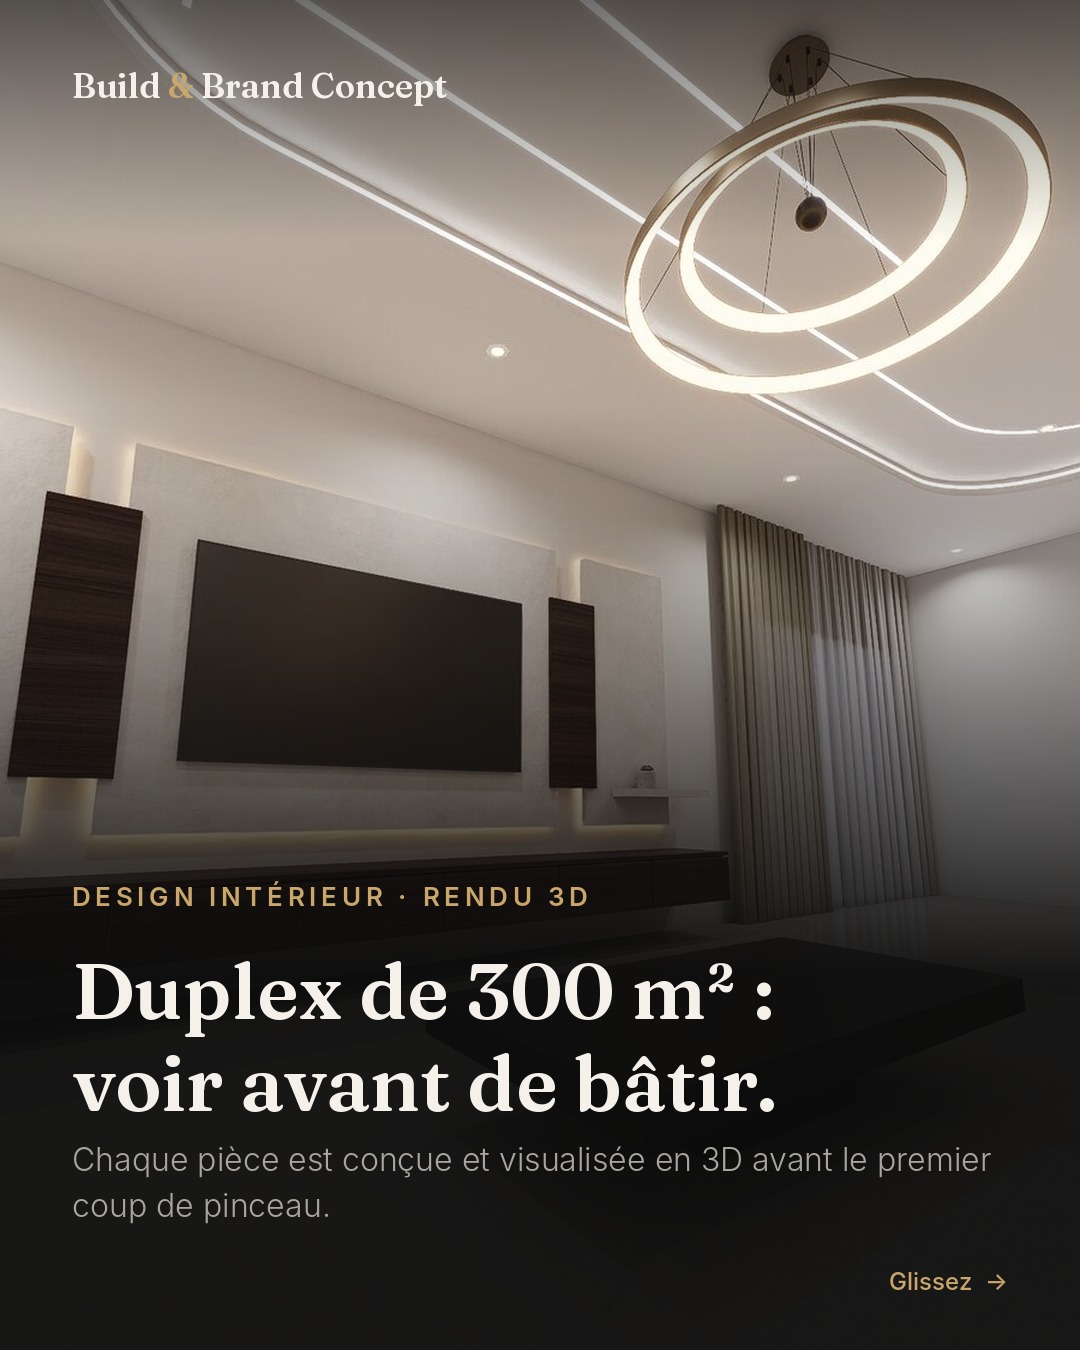 Build & Brand Concept
DESIGN INTÉRIEUR · RENDU 3D
Duplex de 300 m² :
voir avant de bâtir.
Chaque pièce est conçue et visualisée en 3D avant le premier
coup de pinceau.
Glissez →